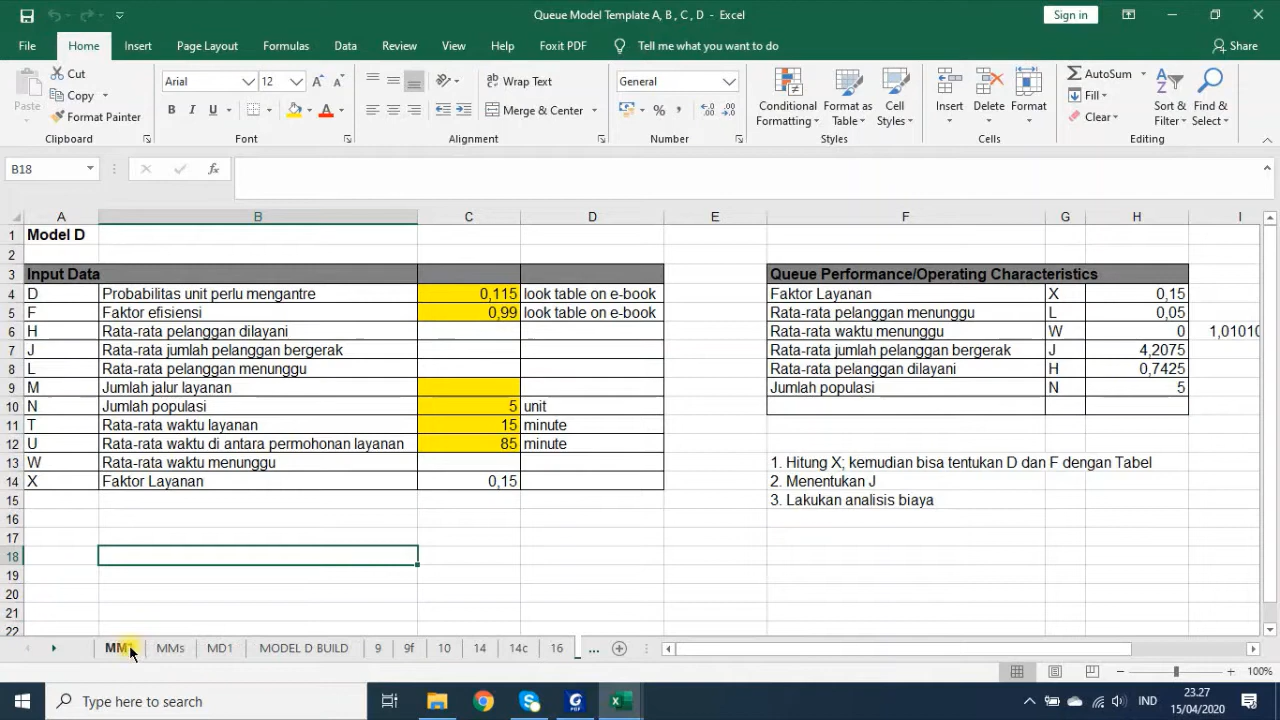 Queue Model Template A, B , C , D - Excel
Sign in
File Home Insert Page Layout Formulas Data Review View Help Foxit PDF Tell me what you want to do Share
Paste
Cut
Copy
Format Painter
Clipboard
Arial 12
B I U
Font
Wrap Text
Merge & Center
Alignment
General
Number
Conditional Formatting
Format as Table
Cell Styles
Styles
Insert Delete Format
Cells
AutoSum
Fill
Clear
Sort & Filter
Find & Select
Editing
B18
A B C D E F G H I
1 Model D
2
3 Input Data Queue Performance/Operating Characteristics
4 D Probabilitas unit perlu mengantre 0,115 look table on e-book Faktor Layanan X 0,15
5 F Faktor efisiensi 0,99 look table on e-book Rata-rata pelanggan menunggu L 0,05
6 H Rata-rata pelanggan dilayani Rata-rata waktu menunggu W 0 1,01010
7 J Rata-rata jumlah pelanggan bergerak Rata-rata jumlah pelanggan bergerak J 4,2075
8 L Rata-rata pelanggan menunggu Rata-rata pelanggan dilayani H 0,7425
9 M Jumlah jalur layanan Jumlah populasi N 5
10 N Jumlah populasi 5 unit
11 T Rata-rata waktu layanan 15 minute
12 U Rata-rata waktu di antara permohonan layanan 85 minute
13 W Rata-rata waktu menunggu 1. Hitung X; kemudian bisa tentukan D dan F dengan Tabel
14 X Faktor Layanan 0,15 2. Menentukan J
15 3. Lakukan analisis biaya
16
17
18
19
20
21
22
MMs MD1 MODEL D BUILD 9 9f 10 14 14c 16 ...
100%
Type here to search
IND
23.27
15/04/2020